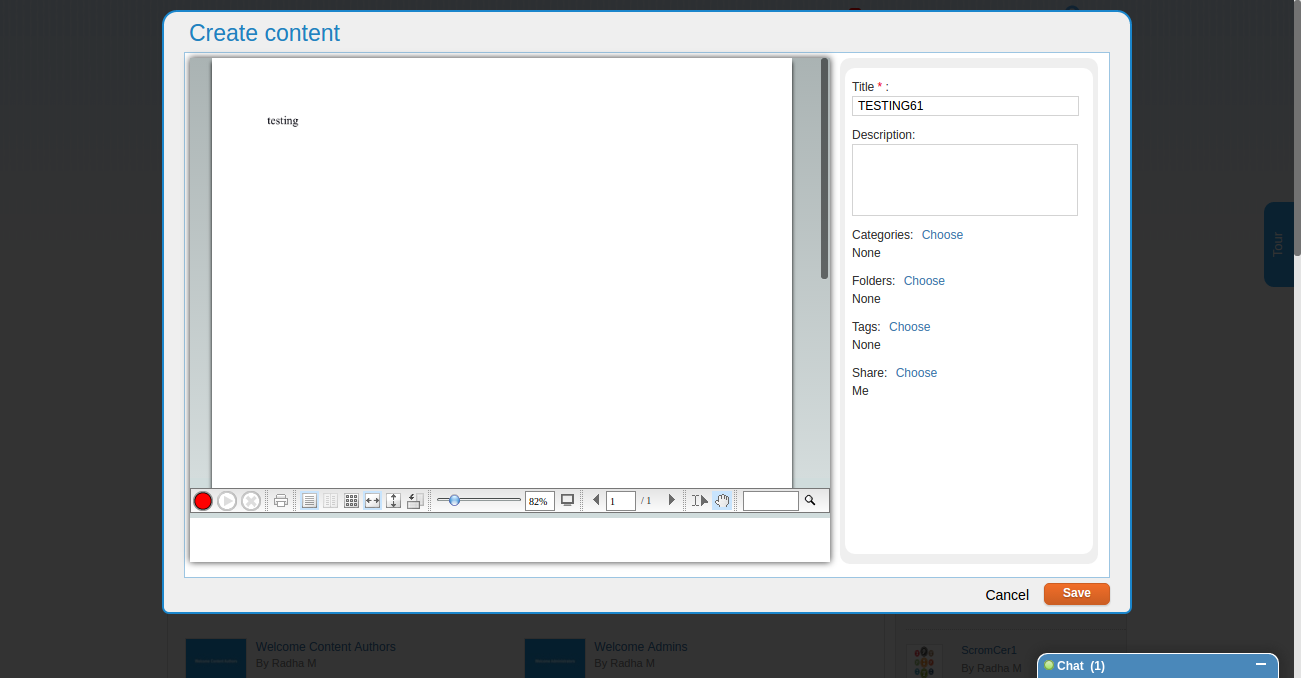 Create content
testing
Title * :
TESTING61
Description:
Categories: Choose
None
Folders: Choose
None
Tags: Choose
None
Share: Choose
Me
Tour
82%
1
/ 1
Cancel
Save
Welcome Content Authors
By Radha M
Welcome Admins
By Radha M
ScromCer1
By Radha M
Chat (1)